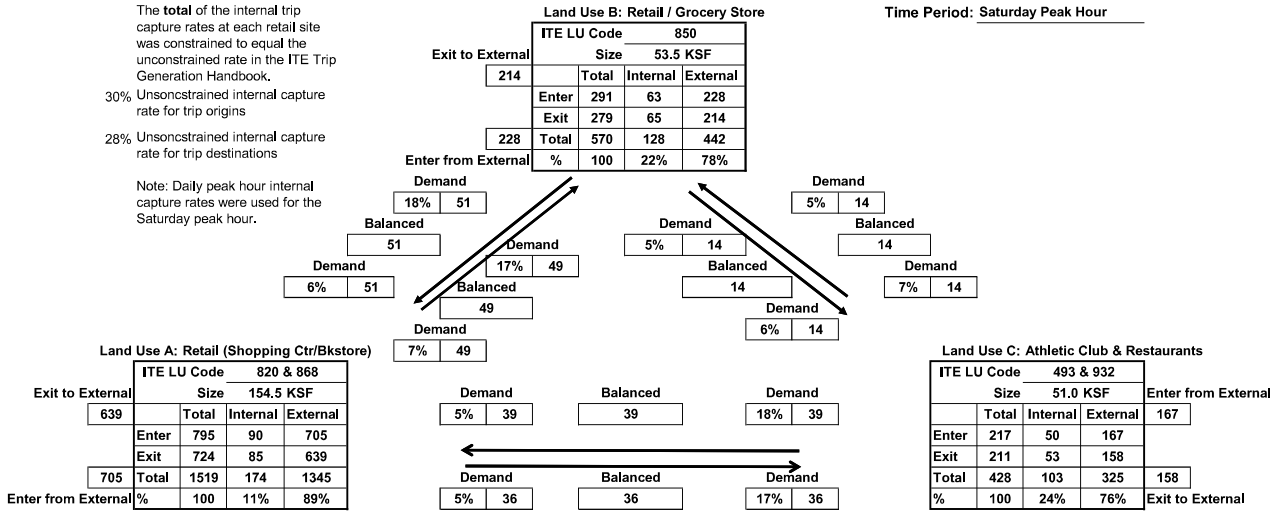 The total of the internal trip
capture rates at each retail site
was constrained to equal the
unconstrained rate in the ITE Trip
Generation Handbook.
30% Unsoncstrained internal capture
rate for trip origins
28% Unsoncstrained internal capture
rate for trip destinations
Note: Daily peak hour internal
capture rates were used for the
Saturday peak hour.
Time Period: Saturday Peak Hour
Land Use B: Retail / Grocery Store
ITE LU Code 850
Exit to External Size 53.5 KSF
214 Total Internal External
Enter 291 63 228
Exit 279 65 214
228 Total 570 128 442
Enter from External % 100 22% 78%
Demand
18% 51
Balanced
51
Demand
6% 51
Demand
17% 49
Balanced
49
Demand
7% 49
Demand
5% 14
Balanced
14
Demand
6% 14
Demand
5% 14
Balanced
14
Demand
7% 14
Land Use A: Retail (Shopping Ctr/Bkstore)
ITE LU Code 820 & 868
Exit to External Size 154.5 KSF
639 Total Internal External
Enter 795 90 705
Exit 724 85 639
705 Total 1519 174 1345
Enter from External % 100 11% 89%
Demand Balanced Demand
5% 39 39 18% 39
Demand Balanced Demand
5% 36 36 17% 36
Land Use C: Athletic Club & Restaurants
ITE LU Code 493 & 932
Size 51.0 KSF Enter from External
Total Internal External 167
Enter 217 50 167
Exit 211 53 158
Total 428 103 325 158
% 100 24% 76% Exit to External